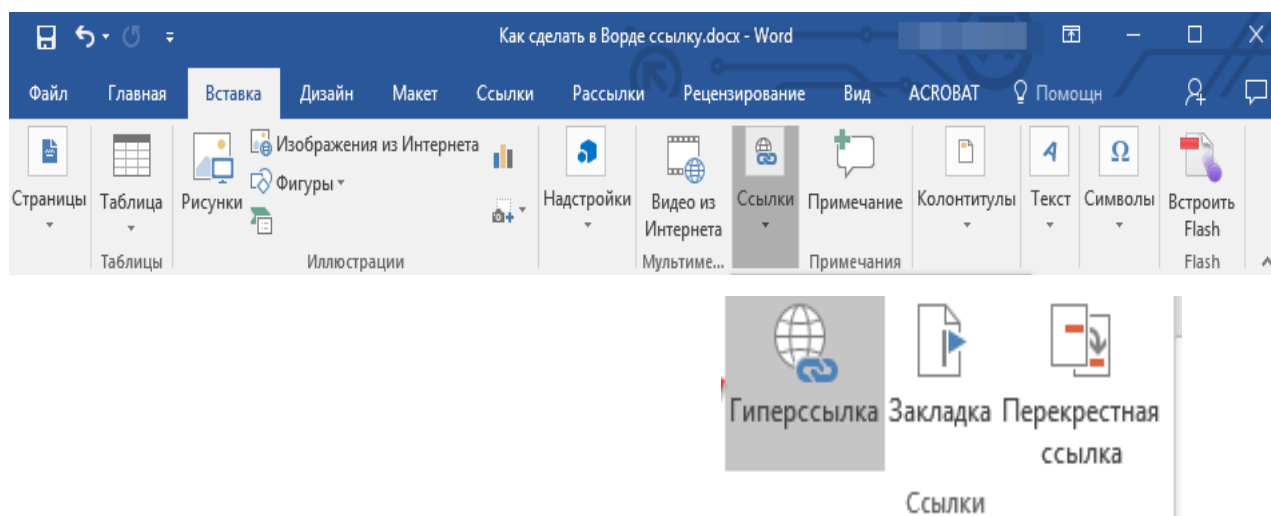 Как сделать в Ворде ссылку.docx - Word
Файл Главная Вставка Дизайн Макет Ссылки Рассылки Рецензирование Вид ACROBAT Помощн
Изображения из Интернета
Фигуры
Страницы Таблица Рисунки Надстройки Видео из Интернета Ссылки Примечание Колонтитулы Текст Символы Встроить Flash
Таблицы Иллюстрации Мультиме... Примечания Flash
Гиперссылка Закладка Перекрестная
ссылка
Ссылки